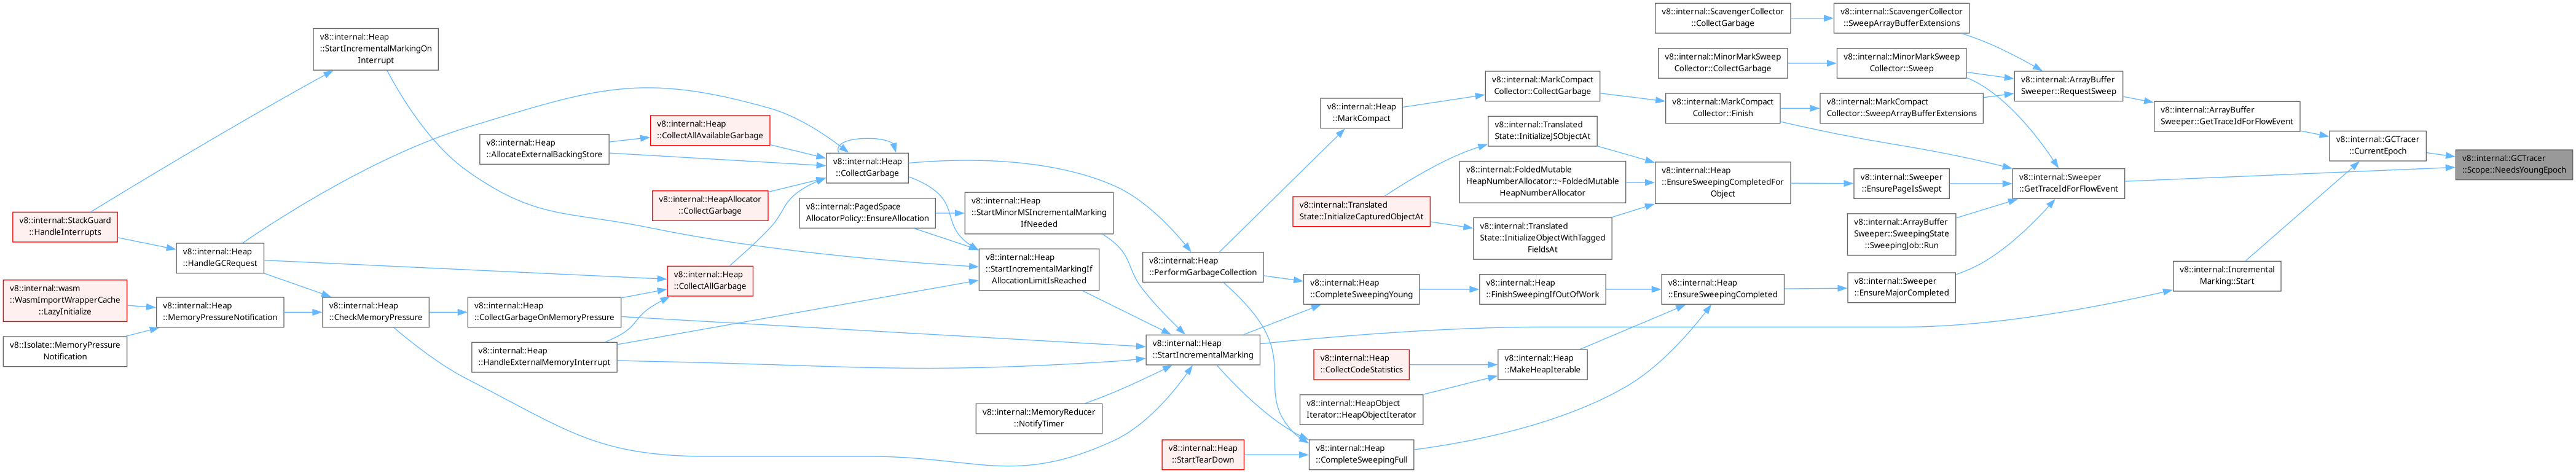 v8::internal::Heap
::StartIncrementalMarkingOn
Interrupt
v8::internal::StackGuard
::HandleInterrupts
v8::internal::wasm
::WasmImportWrapperCache
::LazyInitialize
v8::Isolate::MemoryPressure
Notification
v8::internal::Heap
::HandleGCRequest
v8::internal::Heap
::MemoryPressureNotification
v8::internal::Heap
::CheckMemoryPressure
v8::internal::Heap
::AllocateExternalBackingStore
v8::internal::Heap
::CollectGarbageOnMemoryPressure
v8::internal::Heap
::HandleExternalMemoryInterrupt
v8::internal::Heap
::CollectAllAvailableGarbage
v8::internal::HeapAllocator
::CollectGarbage
v8::internal::Heap
::CollectAllGarbage
v8::internal::Heap
::CollectGarbage
v8::internal::PagedSpace
AllocatorPolicy::EnsureAllocation
v8::internal::Heap
::StartMinorMSIncrementalMarking
IfNeeded
v8::internal::Heap
::StartIncrementalMarkingIf
AllocationLimitIsReached
v8::internal::MemoryReducer
::NotifyTimer
v8::internal::Heap
::PerformGarbageCollection
v8::internal::Heap
::StartIncrementalMarking
v8::internal::Heap
::StartTearDown
v8::internal::Heap
::MarkCompact
v8::internal::Translated
State::InitializeCapturedObjectAt
v8::internal::Heap
::CompleteSweepingYoung
v8::internal::Heap
::CollectCodeStatistics
v8::internal::HeapObject
Iterator::HeapObjectIterator
v8::internal::Heap
::CompleteSweepingFull
v8::internal::MarkCompact
Collector::CollectGarbage
v8::internal::Translated
State::InitializeJSObjectAt
v8::internal::FoldedMutable
HeapNumberAllocator::~FoldedMutable
HeapNumberAllocator
v8::internal::Translated
State::InitializeObjectWithTagged
FieldsAt
v8::internal::Heap
::FinishSweepingIfOutOfWork
v8::internal::Heap
::MakeHeapIterable
v8::internal::ScavengerCollector
::CollectGarbage
v8::internal::MinorMarkSweep
Collector::CollectGarbage
v8::internal::MarkCompact
Collector::Finish
v8::internal::Heap
::EnsureSweepingCompletedFor
Object
v8::internal::Heap
::EnsureSweepingCompleted
v8::internal::ScavengerCollector
::SweepArrayBufferExtensions
v8::internal::MinorMarkSweep
Collector::Sweep
v8::internal::MarkCompact
Collector::SweepArrayBufferExtensions
v8::internal::Sweeper
::EnsurePageIsSwept
v8::internal::ArrayBuffer
Sweeper::SweepingState
::SweepingJob::Run
v8::internal::Sweeper
::EnsureMajorCompleted
v8::internal::ArrayBuffer
Sweeper::RequestSweep
v8::internal::Sweeper
::GetTraceIdForFlowEvent
v8::internal::ArrayBuffer
Sweeper::GetTraceIdForFlowEvent
v8::internal::Incremental
Marking::Start
v8::internal::GCTracer
::CurrentEpoch
v8::internal::GCTracer
::Scope::NeedsYoungEpoch